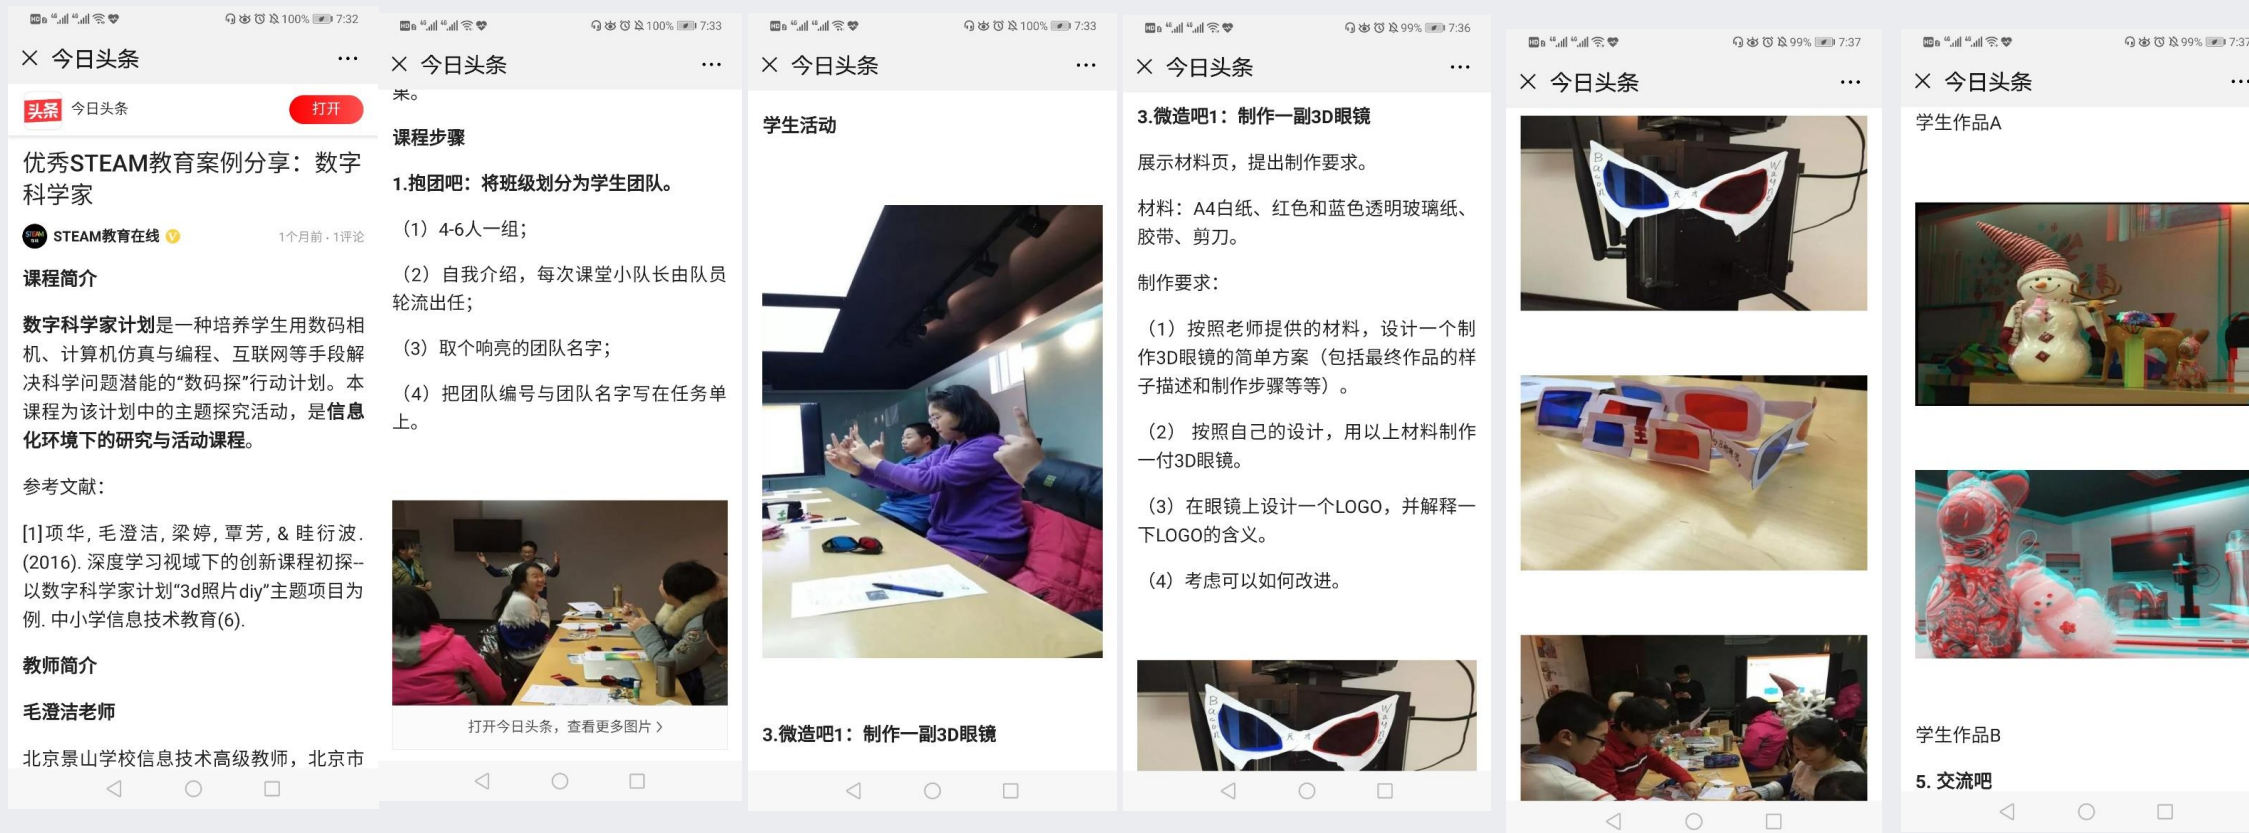 100% 7:32
今日头条
头条 今日头条 打开
优秀STEAM教育案例分享：数字
科学家
STEAM教育在线 1个月前 · 1评论
课程简介
数字科学家计划是一种培养学生用数码相
机、计算机仿真与编程、互联网等手段解
决科学问题潜能的“数码探”行动计划。本
课程为该计划中的主题探究活动，是信息
化环境下的研究与活动课程。
参考文献：
[1]项华, 毛澄洁, 梁婷, 覃芳, & 眭衍波.
(2016). 深度学习视域下的创新课程初探--
以数字科学家计划“3d照片diy”主题项目为
例. 中小学信息技术教育(6).
教师简介
毛澄洁老师
北京景山学校信息技术高级教师，北京市
100% 7:33
今日头条
课程步骤
1.抱团吧：将班级划分为学生团队。
（1）4-6人一组；
（2）自我介绍，每次课堂小队长由队员
轮流出任；
（3）取个响亮的团队名字；
（4）把团队编号与团队名字写在任务单
上。
打开今日头条，查看更多图片
100% 7:33
今日头条
学生活动
3.微造吧1：制作一副3D眼镜
99% 7:36
今日头条
3.微造吧1：制作一副3D眼镜
展示材料页，提出制作要求。
材料：A4白纸、红色和蓝色透明玻璃纸、
胶带、剪刀。
制作要求：
（1）按照老师提供的材料，设计一个制
作3D眼镜的简单方案（包括最终作品的样
子描述和制作步骤等等）。
（2） 按照自己的设计，用以上材料制作
一付3D眼镜。
（3）在眼镜上设计一个LOGO，并解释一
下LOGO的含义。
（4）考虑可以如何改进。
99% 7:37
今日头条
Bacon 天才 Wayne
99% 7:37
今日头条
学生作品A
学生作品B
5. 交流吧